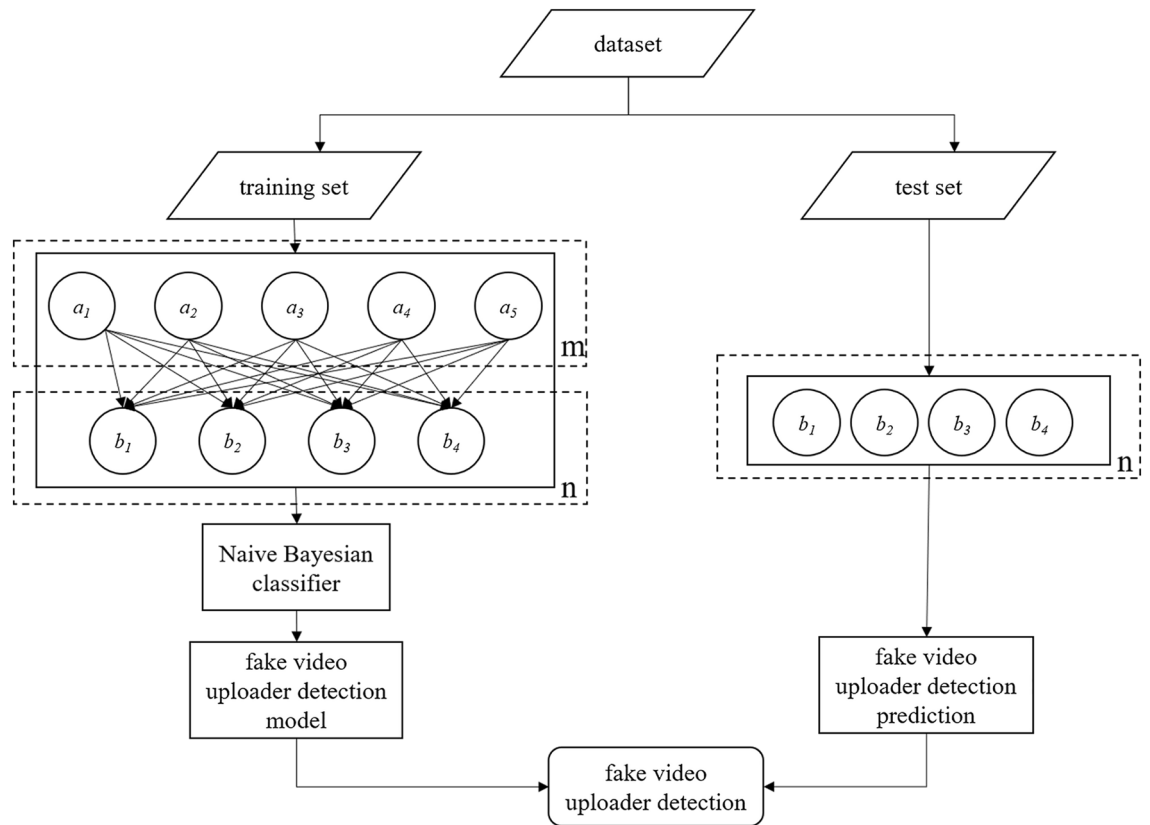 dataset
training set
test set
a1
a2
a3
a4
a5
m
b1
b2
b3
b4
n
b1
b2
b3
b4
n
Naive Bayesian
classifier
fake video
uploader detection
model
fake video
uploader detection
prediction
fake video
uploader detection